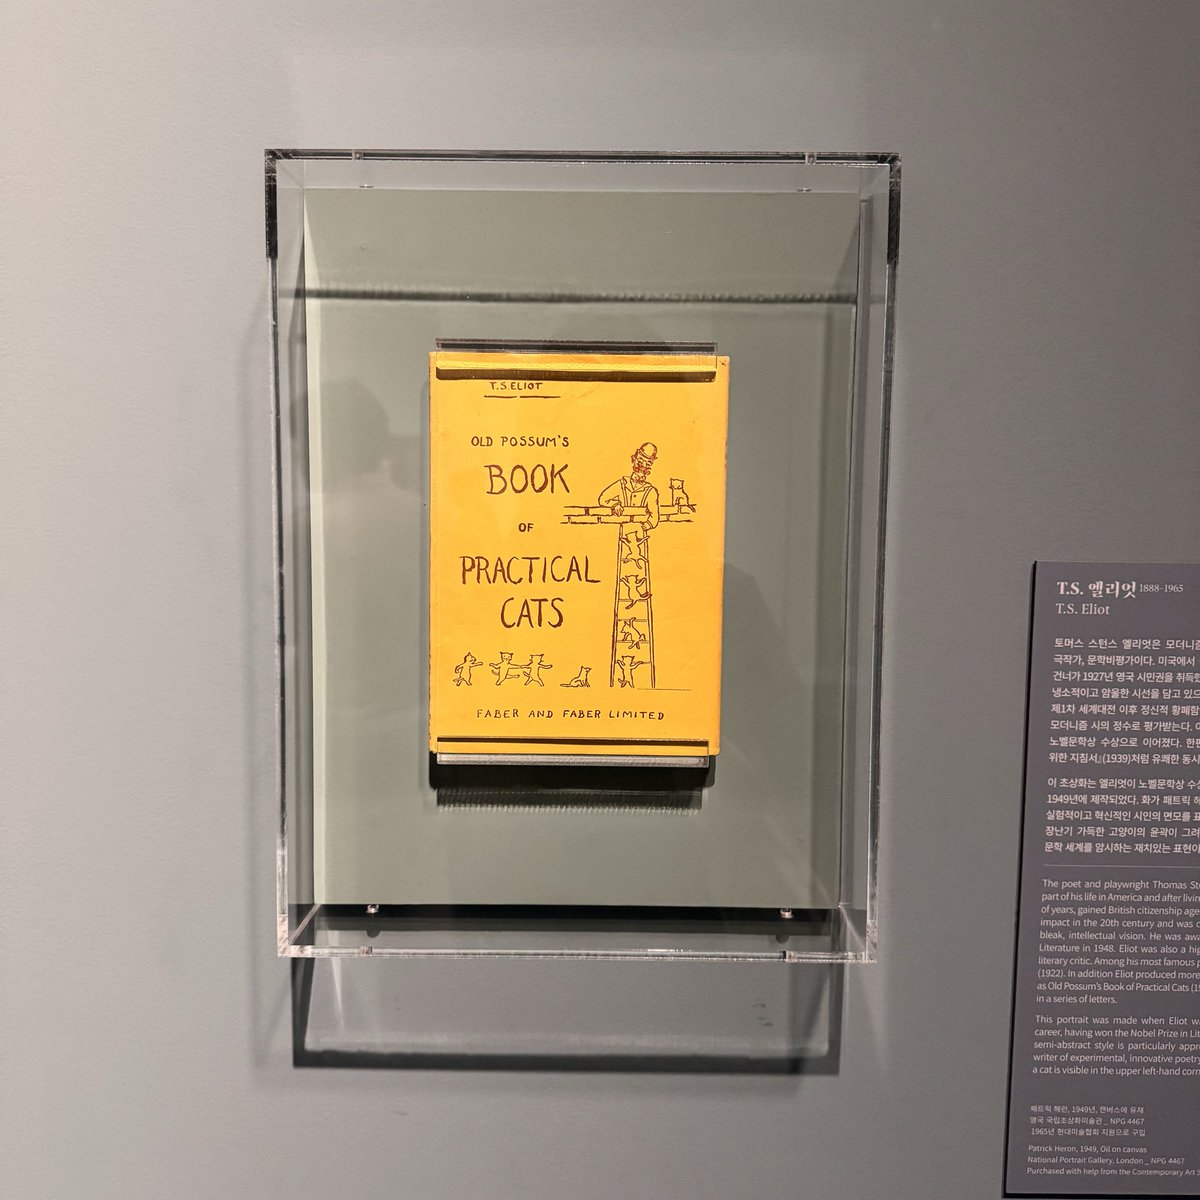 T.S. ELIOT
OLD POSSUM'S
BOOK
OF
PRACTICAL
CATS
FABER AND FABER LIMITED
T.S. 엘리엇 1888–1965
T.S. Eliot
토머스 스턴스 엘리엇은 모더니즘
극작가, 문학비평가이다. 미국에서
건너가 1927년 영국 시민권을 취득했
냉소적이고 암울한 시선을 담고 있으
제1차 세계대전 이후 정신적 황폐함
모더니즘 시의 정수로 평가받는다.
노벨문학상 수상으로 이어졌다. 한편
위한 지침서』(1939)처럼 유쾌한 동시
이 초상화는 엘리엇이 노벨문학상 수상
1949년에 제작되었다. 화가 패트릭 헤
실험적이고 혁신적인 시인의 면모를 표
장난기 가득한 고양이의 윤곽이 그려
문학 세계를 암시하는 재치있는 표현이
The poet and playwright Thomas St
part of his life in America and after livin
of years, gained British citizenship age
impact in the 20th century and was c
bleak, intellectual vision. He was awa
Literature in 1948. Eliot was also a hig
literary critic. Among his most famous p
(1922). In addition Eliot produced more
as Old Possum's Book of Practical Cats (19
in a series of letters.
This portrait was made when Eliot wa
career, having won the Nobel Prize in Lit
semi-abstract style is particularly appr
writer of experimental, innovative poetry
a cat is visible in the upper left-hand corn
패트릭 헤런, 1949년, 캔버스에 유채
영국 국립초상화미술관 _ NPG 4467
1965년 현대미술협회 지원으로 구입
Patrick Heron, 1949, Oil on canvas
National Portrait Gallery, London _ NPG 4467
Purchased with help from the Contemporary Art S